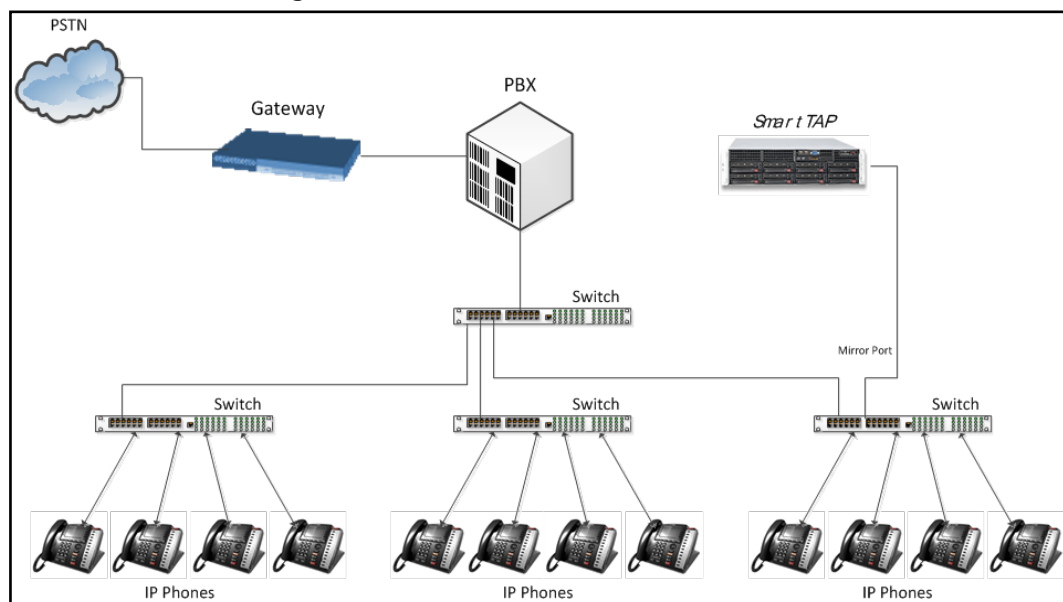 PSTN
Gateway
PBX
Smart TAP
Switch
Mirror Port
Switch
Switch
Switch
IP Phones
IP Phones
IP Phones